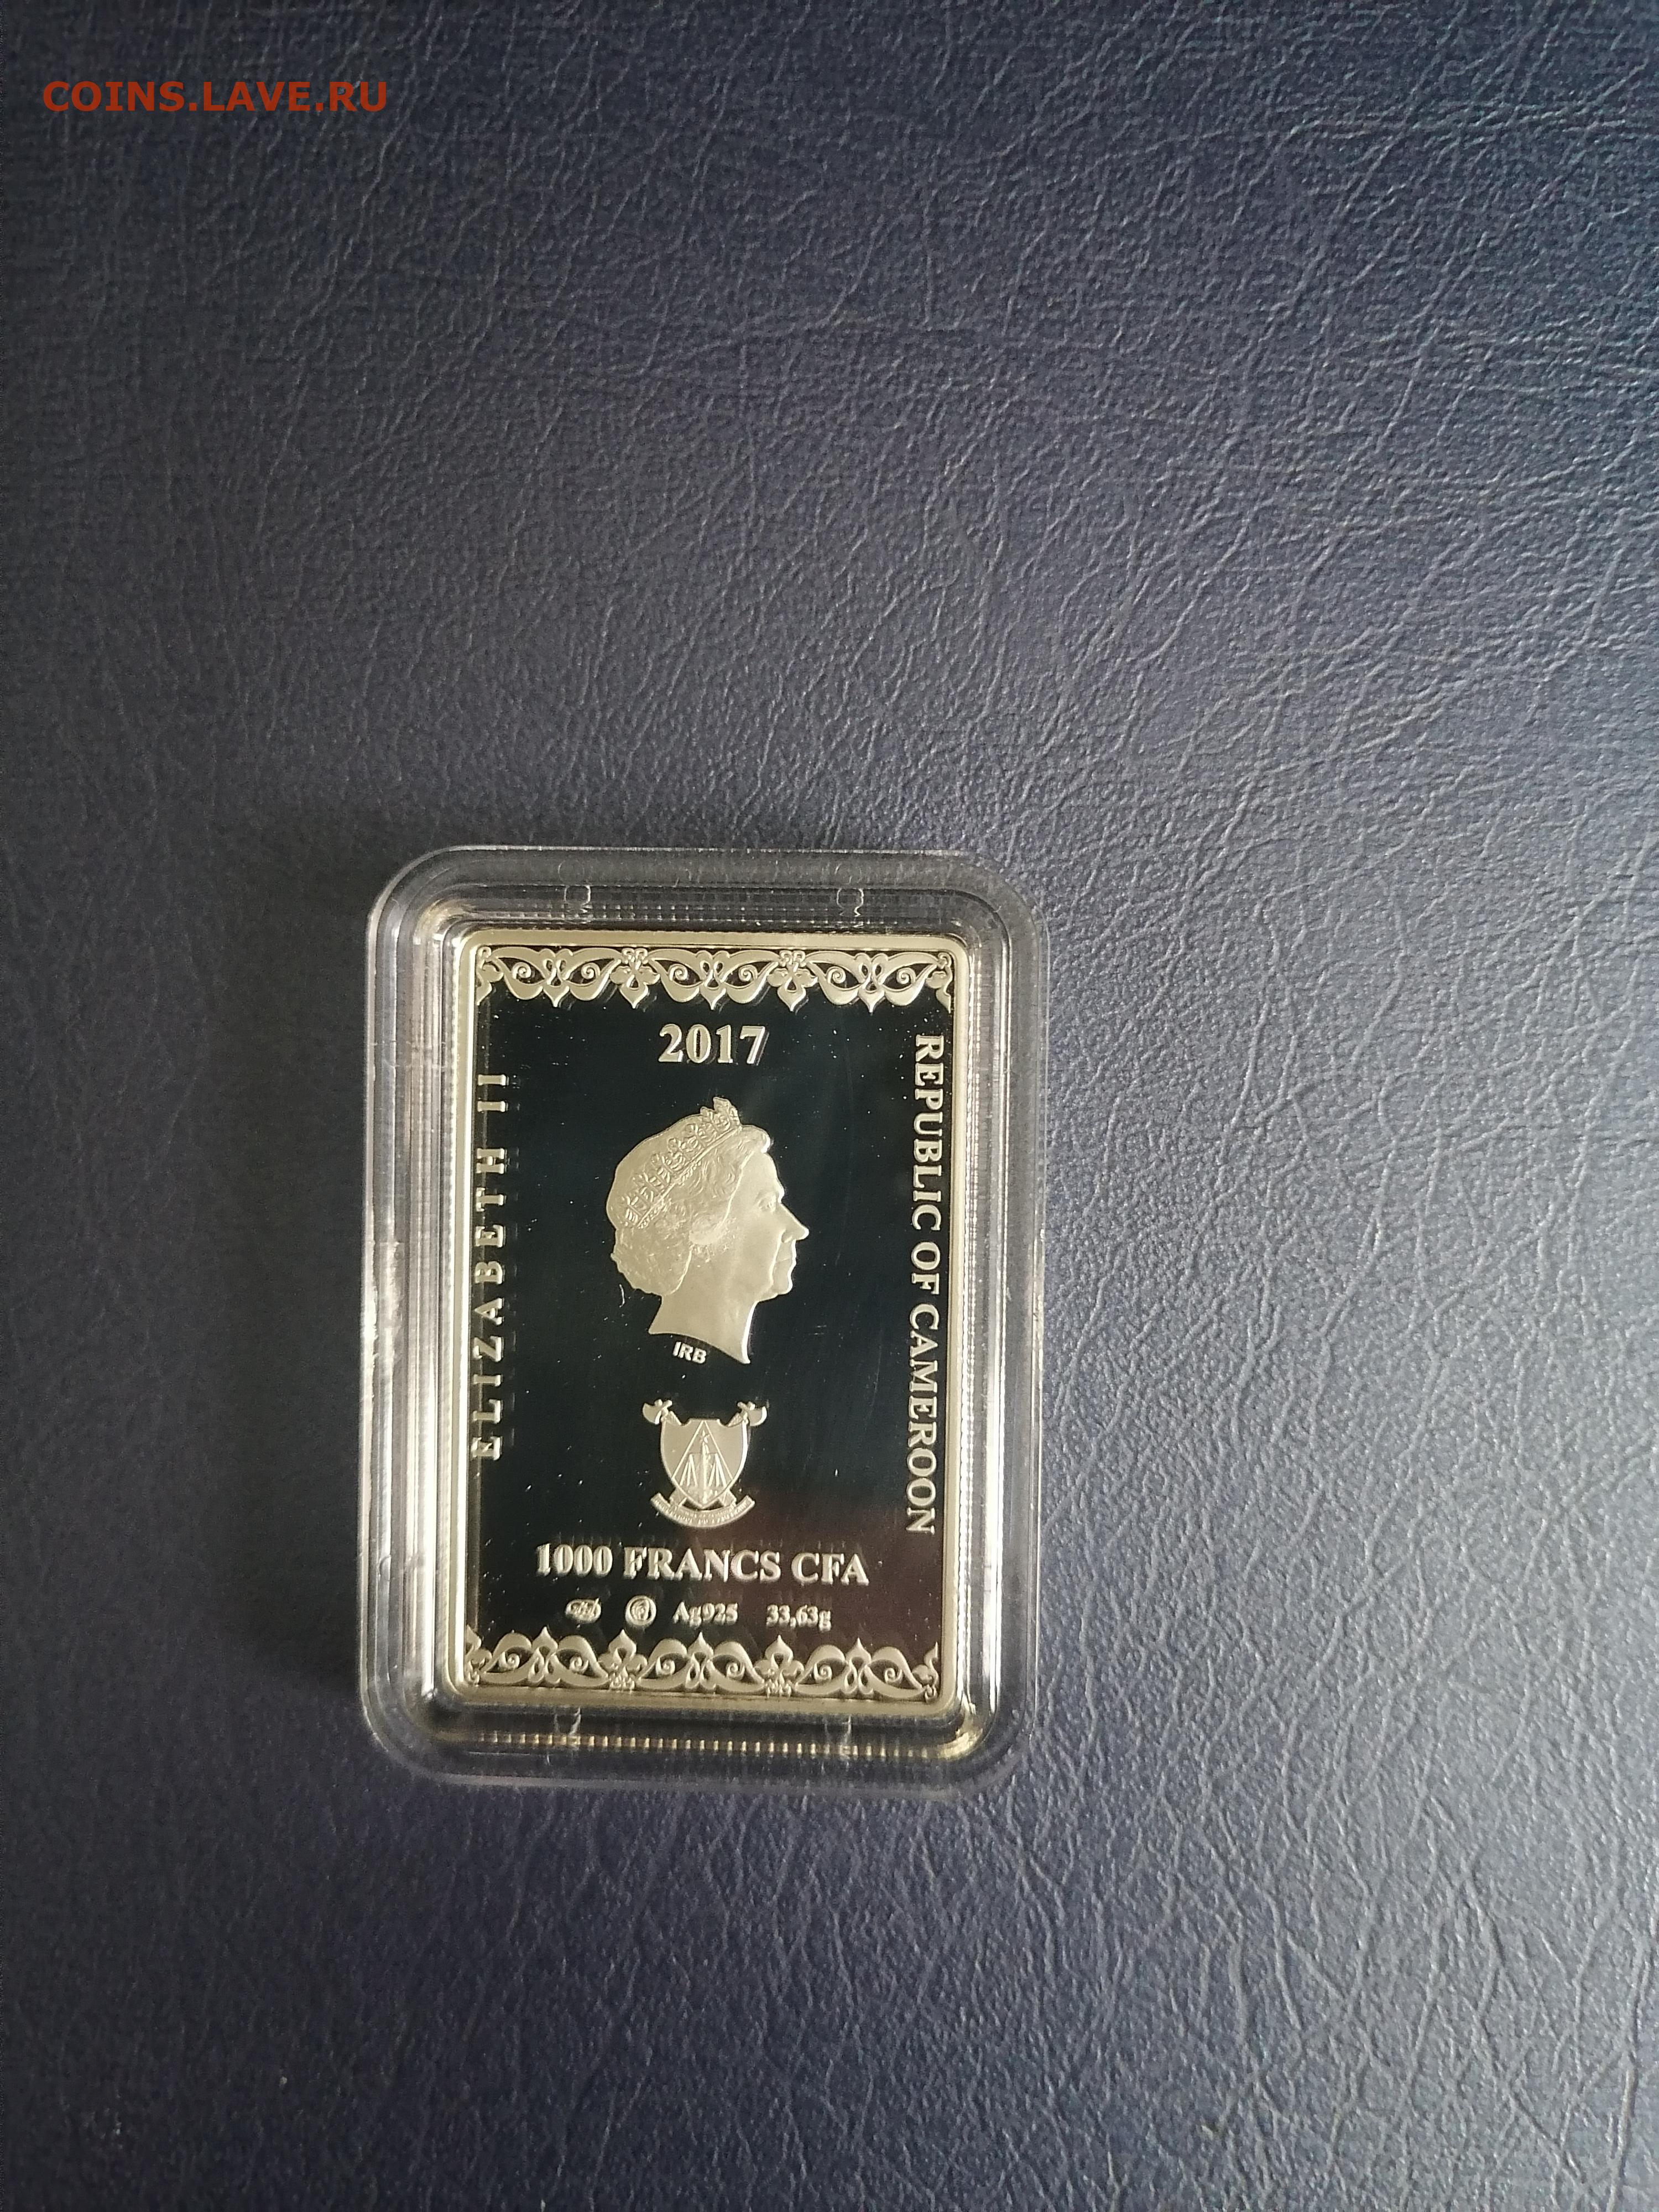 COINS.LAVE.RU
2017
ELIZABETH II
REPUBLIC OF CAMEROON
IRB
1000 FRANCS CFA
Ag925 33,63g